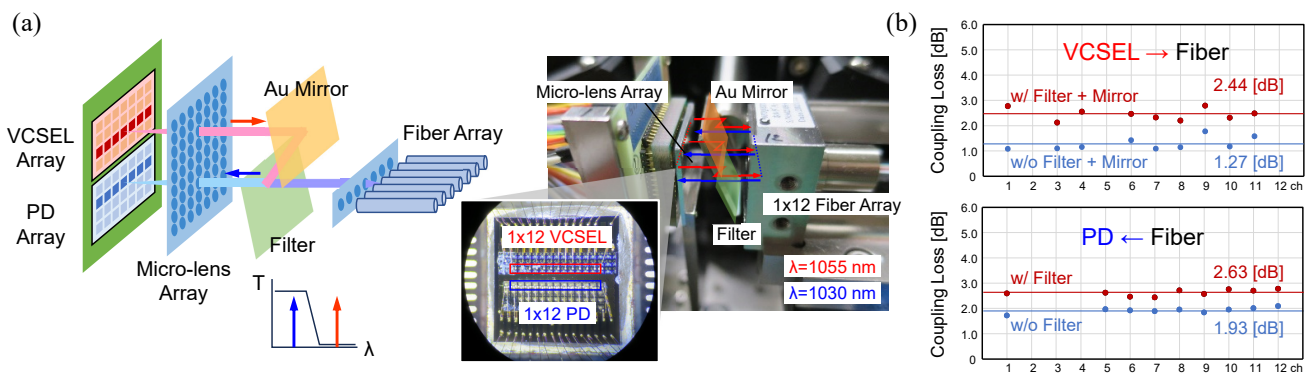 (a)
VCSEL
Array
PD
Array
Micro-lens
Array
Au Mirror
Filter
Fiber Array
T
λ
Micro-lens Array
Au Mirror
1x12 Fiber Array
Filter
λ=1055 nm
λ=1030 nm
1x12 VCSEL
1x12 PD
(b)
Coupling Loss [dB]
6.0
5.0
4.0
3.0
2.0
1.0
0
VCSEL → Fiber
w/ Filter + Mirror
2.44 [dB]
w/o Filter + Mirror
1.27 [dB]
1 2 3 4 5 6 7 8 9 10 11 12 ch
Coupling Loss [dB]
6.0
5.0
4.0
3.0
2.0
1.0
0
PD ← Fiber
w/ Filter
2.63 [dB]
w/o Filter
1.93 [dB]
1 2 3 4 5 6 7 8 9 10 11 12 ch